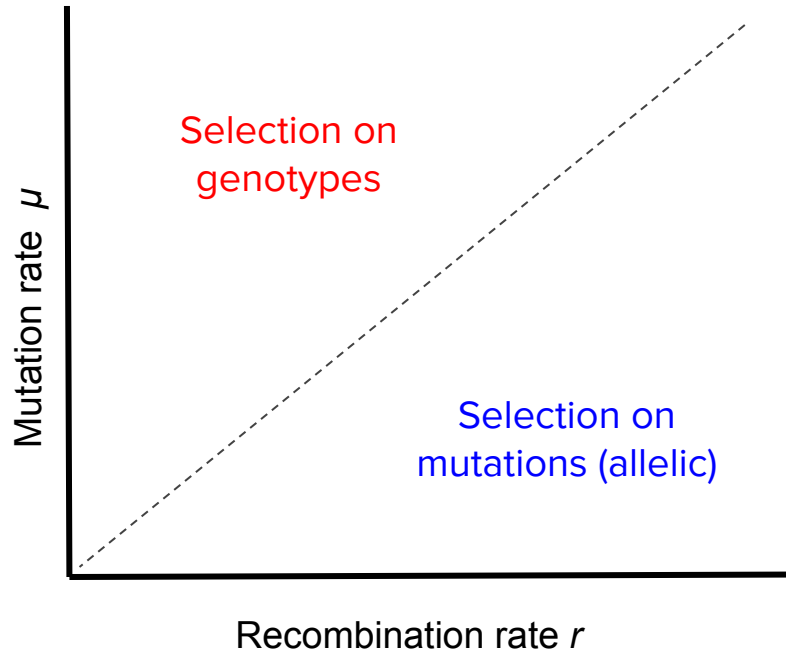 Selection on
genotypes
Mutation rate μ
Selection on
mutations (allelic)
Recombination rate r